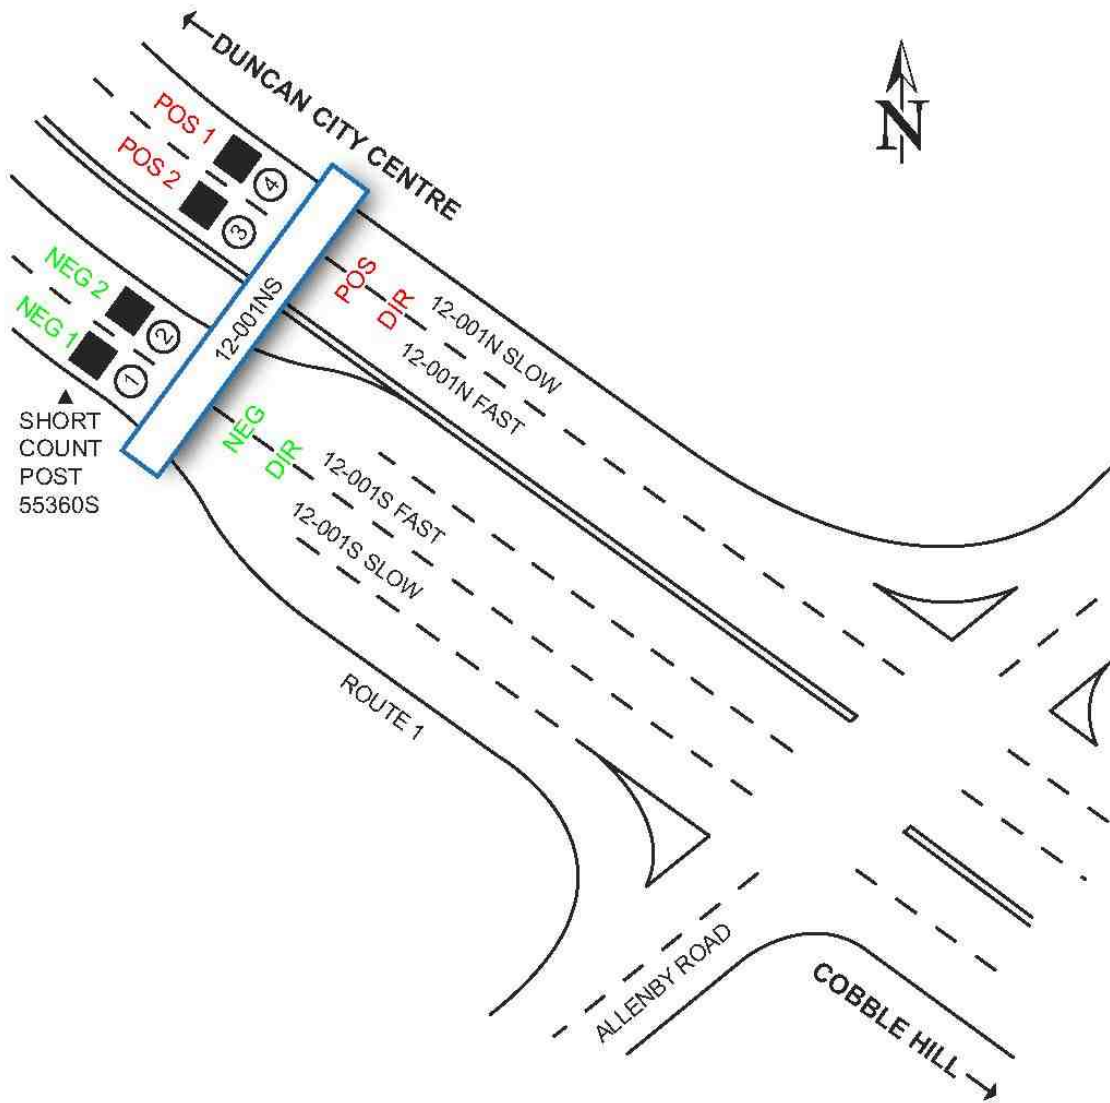 DUNCAN CITY CENTRE
N
POS 1
4
POS 2
3
NEG 2
2
NEG 1
1
12-001NS
POS
DIR
12-001N SLOW
12-001N FAST
SHORT
COUNT
POST
55360S
NEG
DIR
12-001S FAST
12-001S SLOW
ROUTE 1
ALLENBY ROAD
COBBLE HILL